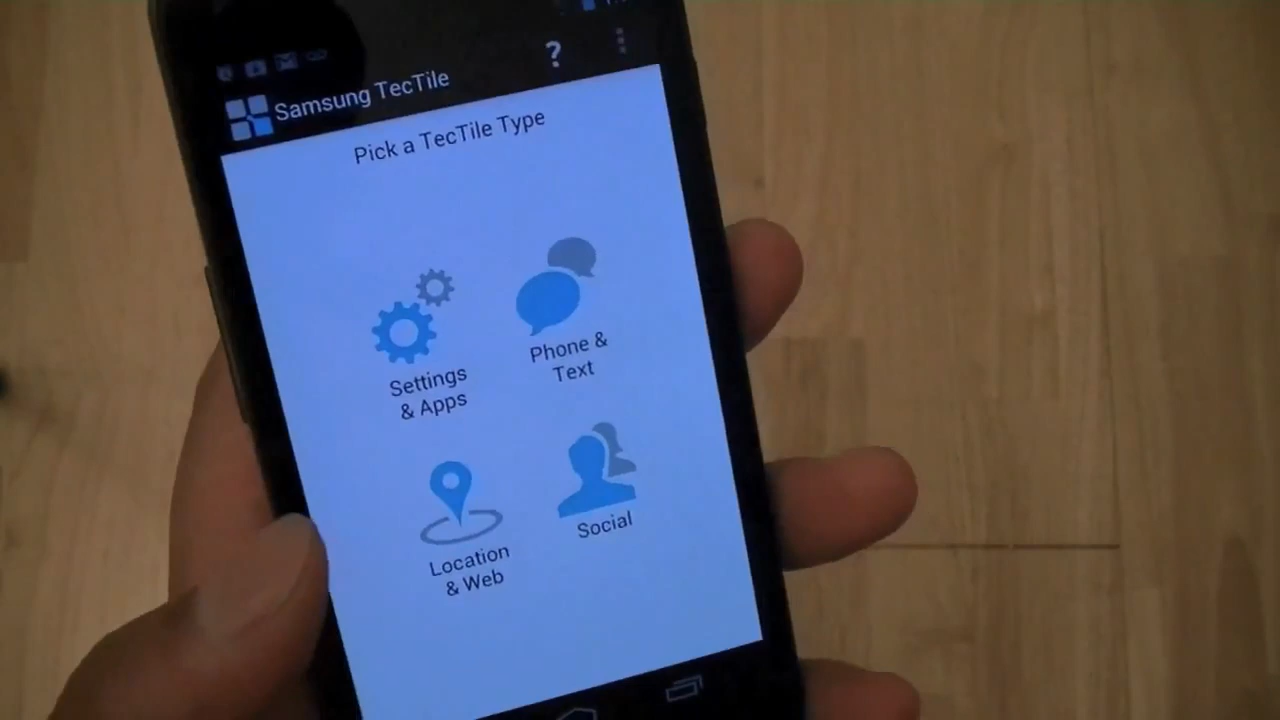 ?
Samsung TecTile
Pick a TecTile Type
Settings
& Apps
Phone &
Text
Location
& Web
Social